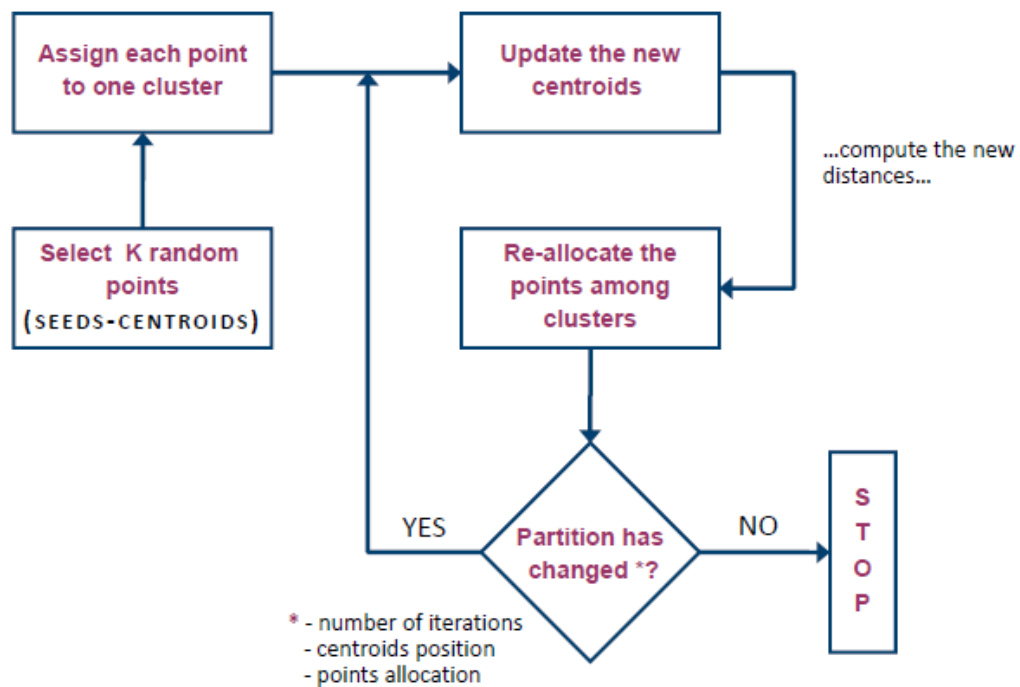 Assign each point
to one cluster
Update the new
centroids
...compute the new
distances...
Select K random
points
(SEEDS-CENTROIDS)
Re-allocate the
points among
clusters
YES
Partition has
changed *?
NO
S
T
O
P
* - number of iterations
- centroids position
- points allocation